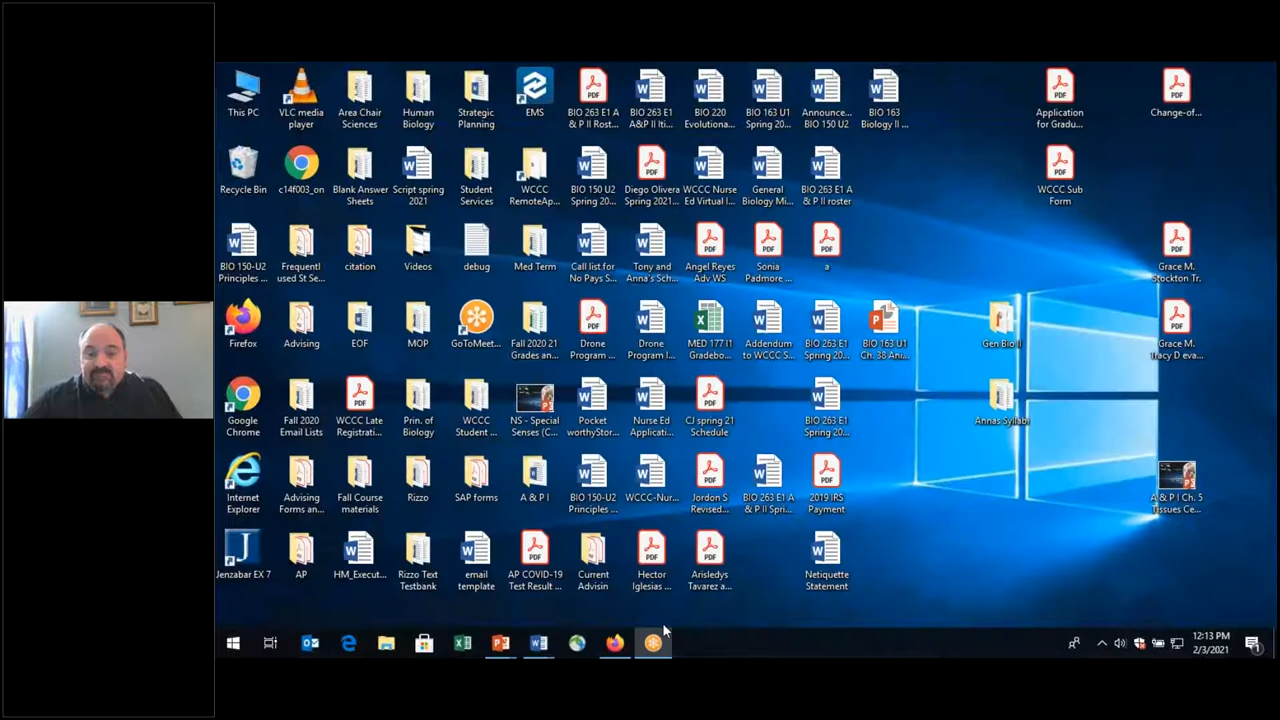 This PC
VLC media
player
Area Chair
Sciences
Human
Biology
Strategic
Planning
EMS
BIO 263 E1 A
& P II Rost...
BIO 263 E1
A&P II Iti...
BIO 220
Evolutiona...
BIO 163 U1
Spring 20...
Announce...
BIO 150 U2
BIO 163
Biology II ...
Application
for Gradu...
Change-of...
Recycle Bin
c14f003_on
Blank Answer
Sheets
Script spring
2021
Student
Services
WCCC
RemoteAp...
BIO 150 U2
Spring 20...
Diego Olivera
Spring 2021...
WCCC Nurse
Ed Virtual I...
General
Biology Mi...
BIO 263 E1 A
& P II roster
WCCC Sub
Form
BIO 150-U2
Principles ...
Frequentl
used St Se...
citation
Videos
debug
Med Term
Call list for
No Pays S...
Tony and
Anna's Sch...
Angel Reyes
Adv WS
Sonia
Padmore ...
a
Grace M.
Stockton Tr.
Firefox
Advising
EOF
MOP
GoToMeet...
Fall 2020 21
Grades an...
Drone
Program ...
Drone
Program I...
MED 177 I1
Gradebo...
Addendum
to WCCC S...
BIO 263 E1
Spring 20...
BIO 163 U1
Ch. 38 Ani...
Gen Bio II
Grace M.
Tracy D eva...
Google
Chrome
Fall 2020
Email Lists
WCCC Late
Registrati...
Prin. of
Biology
WCCC
Student ...
NS - Special
Senses (C...
Pocket
worthyStor...
Nurse Ed
Applicati...
CJ spring 21
Schedule
BIO 263 E1
Spring 20...
Annas Syllabi
Internet
Explorer
Advising
Forms an...
Fall Course
materials
Rizzo
SAP forms
A & P I
BIO 150-U2
Principles ...
WCCC-Nur...
Jordon S
Revised...
BIO 263 E1 A
& P II Spri...
2019 IRS
Payment
A & P I Ch. 5
Tissues Ce...
Jenzabar EX 7
AP
HM_Execut...
Rizzo Text
Testbank
email
template
AP COVID-19
Test Result ...
Current
Advisin
Hector
Iglesias ...
Arisledys
Tavarez a...
Netiquette
Statement
12:13 PM
2/3/2021